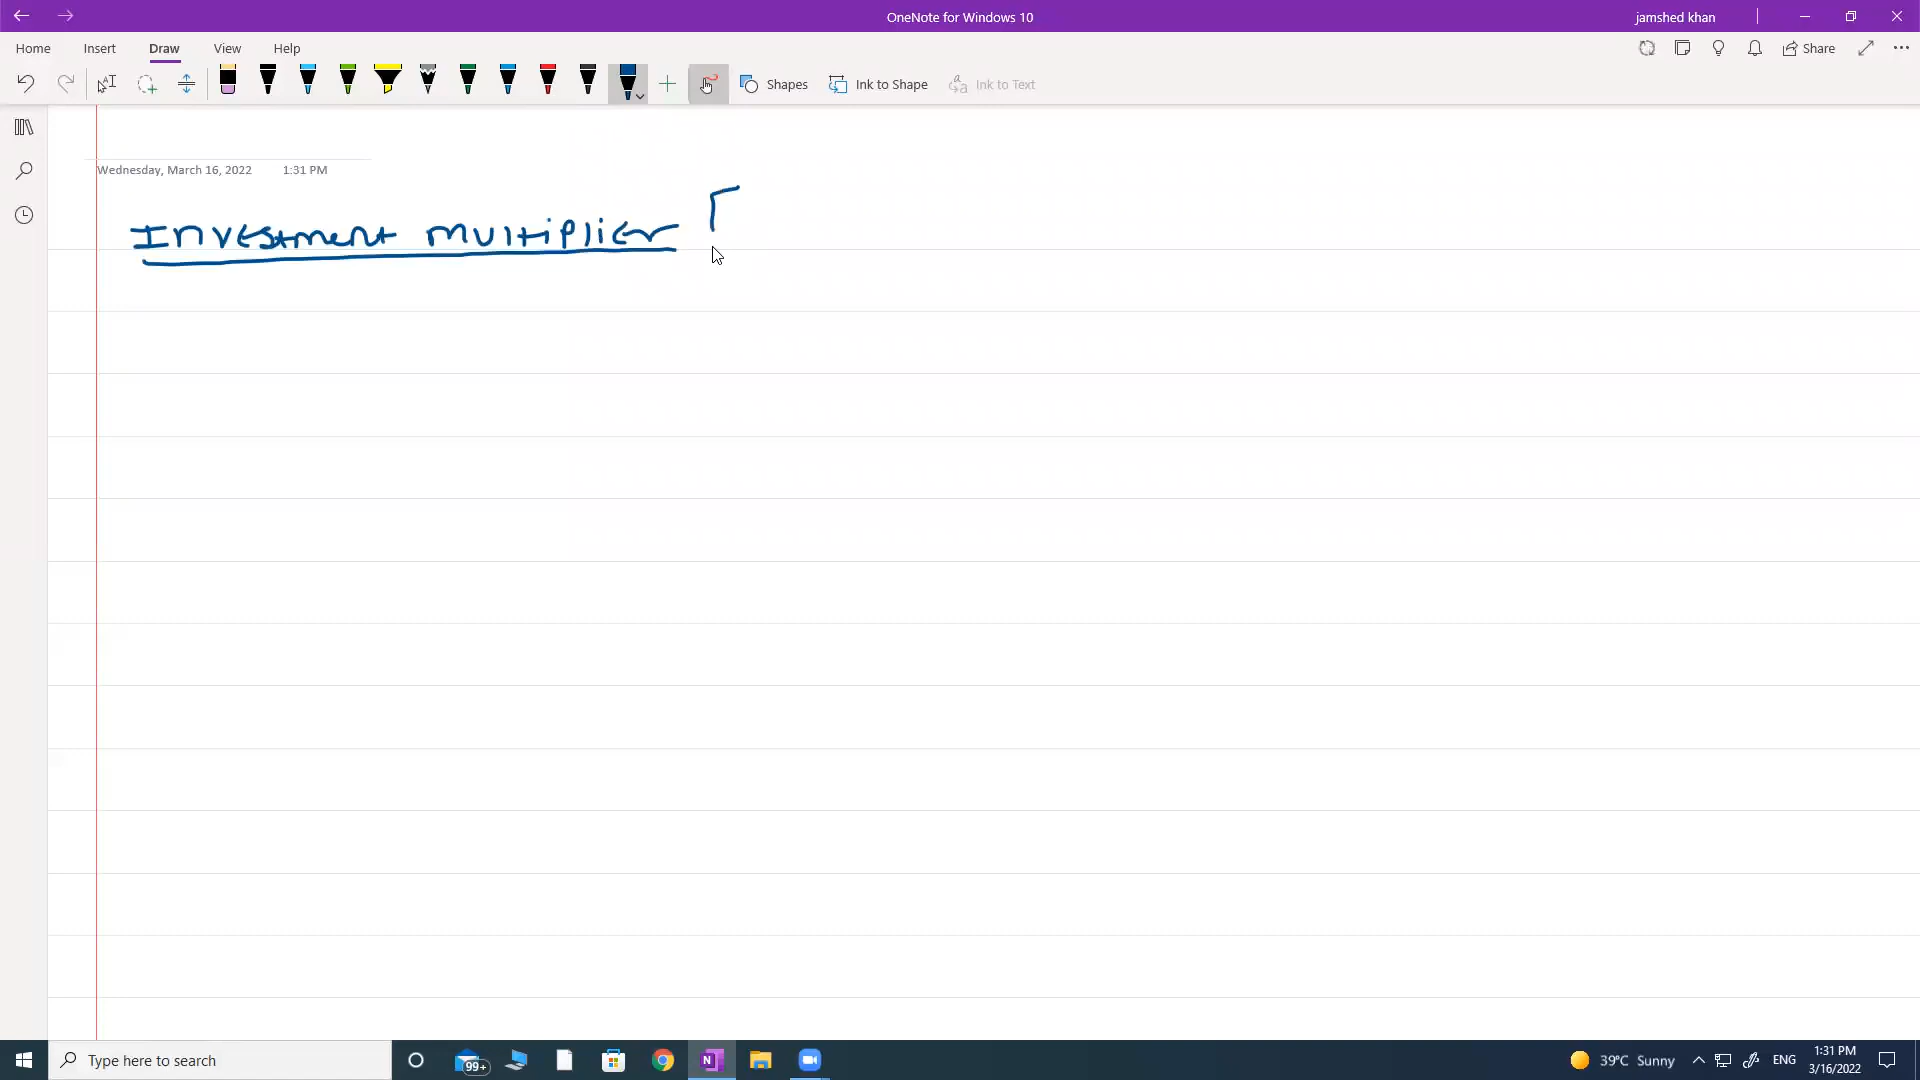 OneNote for Windows 10
jamshed khan
Home Insert Draw View Help
Share
Shapes Ink to Shape Ink to Text
Wednesday, March 16, 2022 1:31 PM
Investment multiplier
Type here to search
99+
39°C Sunny
ENG
1:31 PM
3/16/2022